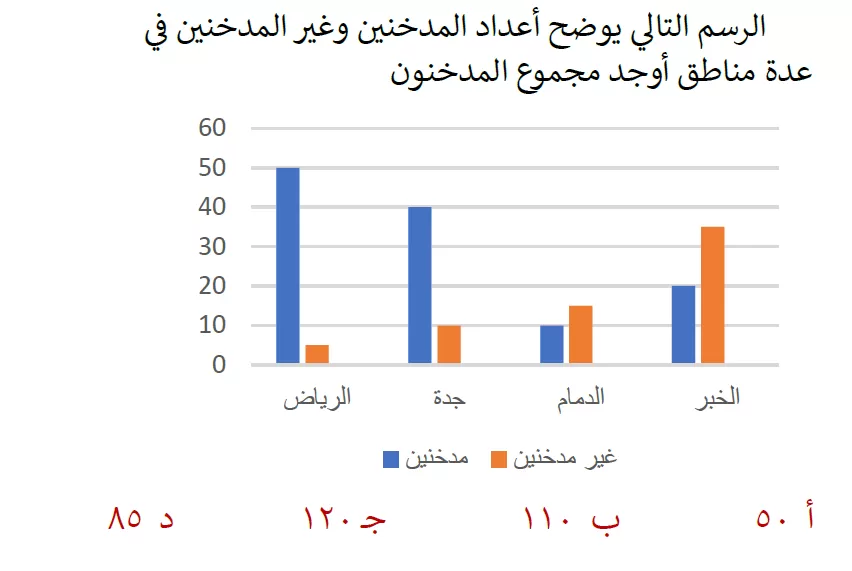 الرسم التالي يوضح أعداد المدخنين وغير المدخنين في
عدة مناطق أوجد مجموع المدخنون
60
50
40
30
20
10
0
الرياض
جدة
الدمام
الخبر
مدخنين
غير مدخنين
أ ٥٠
ب ١١٠
جـ ١٢٠
د ٨٥